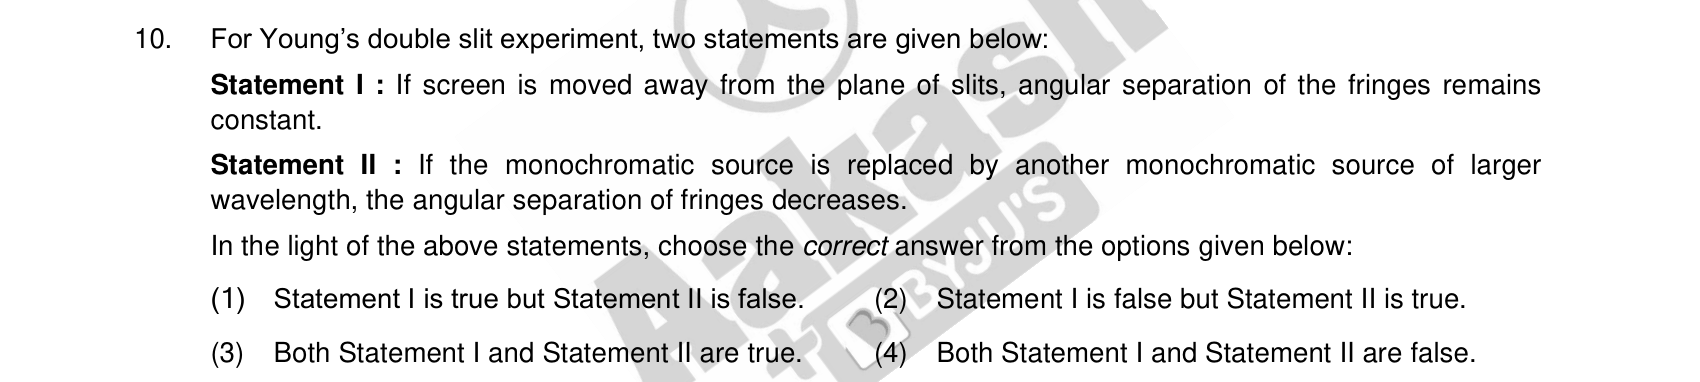 10. For Young's double slit experiment, two statements are given below:
Statement I : If screen is moved away from the plane of slits, angular separation of the fringes remains
constant.
Statement II : If the monochromatic source is replaced by another monochromatic source of larger
wavelength, the angular separation of fringes decreases.
In the light of the above statements, choose the correct answer from the options given below:
(1) Statement I is true but Statement II is false. (2) Statement I is false but Statement II is true.
(3) Both Statement I and Statement II are true. (4) Both Statement I and Statement II are false.
Aakash
BYJU'S